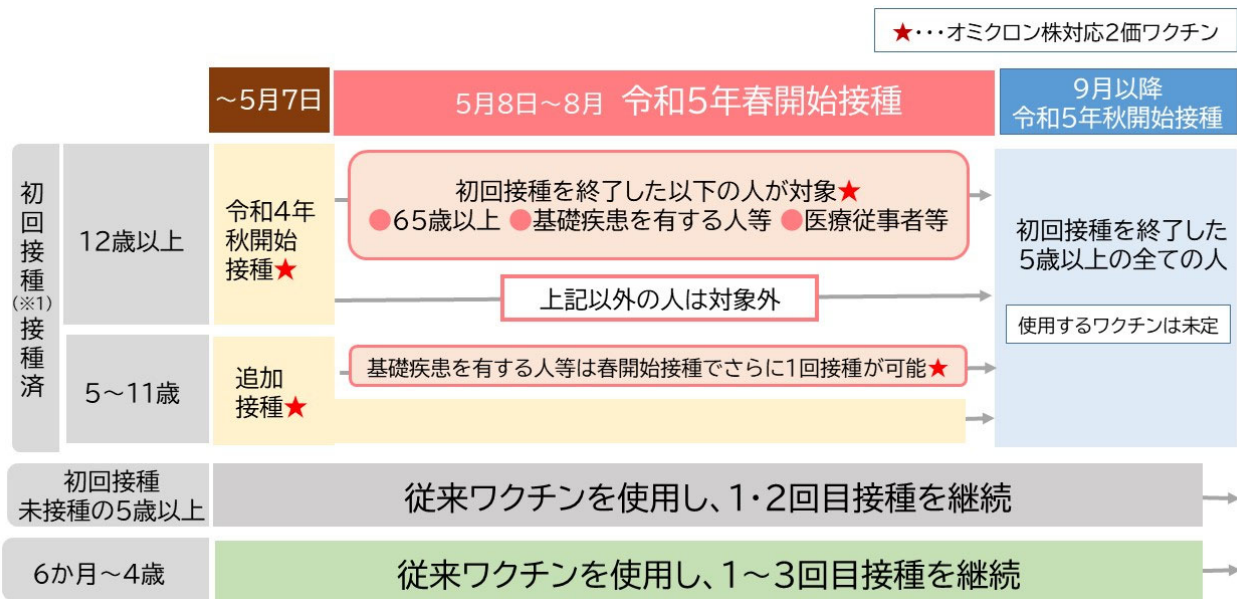 ★・・・オミクロン株対応2価ワクチン
～5月7日
5月8日～8月 令和5年春開始接種
9月以降
令和5年秋開始接種
初回接種(※1)接種済
12歳以上
令和4年
秋開始
接種★
初回接種を終了した以下の人が対象★
●65歳以上 ●基礎疾患を有する人等 ●医療従事者等
上記以外の人は対象外
初回接種を終了した
5歳以上の全ての人
使用するワクチンは未定
5～11歳
追加
接種★
基礎疾患を有する人等は春開始接種でさらに1回接種が可能★
初回接種
未接種の5歳以上
従来ワクチンを使用し、1・2回目接種を継続
6か月～4歳
従来ワクチンを使用し、1～3回目接種を継続